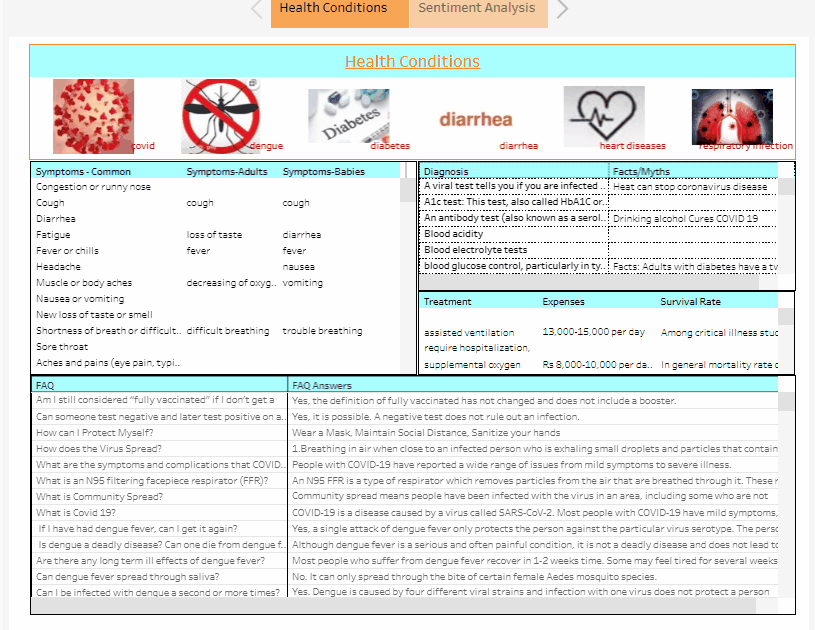 Health Conditions Sentiment Analysis
Health Conditions
Diabetes diarrhea
covid dengue diabetes diarrhea heart diseases respiratory infection
Symptoms - Common Symptoms-Adults Symptoms-Babies
Congestion or runny nose
Cough cough cough
Diarrhea
Fatigue loss of taste diarrhea
Fever or chills fever fever
Headache nausea
Muscle or body aches decreasing of oxyg.. vomiting
Nausea or vomiting
New loss of taste or smell
Shortness of breath or difficult.. difficult breathing trouble breathing
Sore throat
Aches and pains (eye pain, typi..
Diagnosis Facts/Myths
A viral test tells you if you are infected .. Heat can stop coronavirus disease
A1c test: This test, also called HbA1C or..
An antibody test (also known as a serol.. Drinking alcohol Cures COVID 19
Blood acidity
Blood electrolyte tests
blood glucose control, particularly in ty.. Facts: Adults with diabetes have a tw
Treatment Expenses Survival Rate
assisted ventilation 13,000-15,000 per day Among critical illness stud
require hospitalization,
supplemental oxygen Rs 8,000-10,000 per da.. In general mortality rate o
FAQ FAQ Answers
Am I still considered “fully vaccinated” if I don’t get a Yes, the definition of fully vaccinated has not changed and does not include a booster.
Can someone test negative and later test positive on a.. Yes, it is possible. A negative test does not rule out an infection.
How can I Protect Myself? Wear a Mask, Maintain Social Distance, Sanitize your hands
How does the Virus Spread? 1.Breathing in air when close to an infected person who is exhaling small droplets and particles that contain
What are the symptoms and complications that COVID.. People with COVID-19 have reported a wide range of issues from mild symptoms to severe illness.
What is an N95 filtering facepiece respirator (FFR)? An N95 FFR is a type of respirator which removes particles from the air that are breathed through it. These r
What is Community Spread? Community spread means people have been infected with the virus in an area, including some who are not
What is Covid 19? COVID-19 is a disease caused by a virus called SARS-CoV-2. Most people with COVID-19 have mild symptoms,
If I have had dengue fever, can I get it again? Yes, a single attack of dengue fever only protects the person against the particular virus serotype. The perso
Is dengue a deadly disease? Can one die from dengue f.. Although dengue fever is a serious and often painful condition, it is not a deadly disease and does not lead to
Are there any long term ill effects of dengue fever? Most people who suffer from dengue fever recover in 1-2 weeks time. Some may feel tired for several weeks
Can dengue fever spread through saliva? No. It can only spread through the bite of certain female Aedes mosquito species.
Can I be infected with dengue a second or more times? Yes. Dengue is caused by four different viral strains and infection with one virus does not protect a person